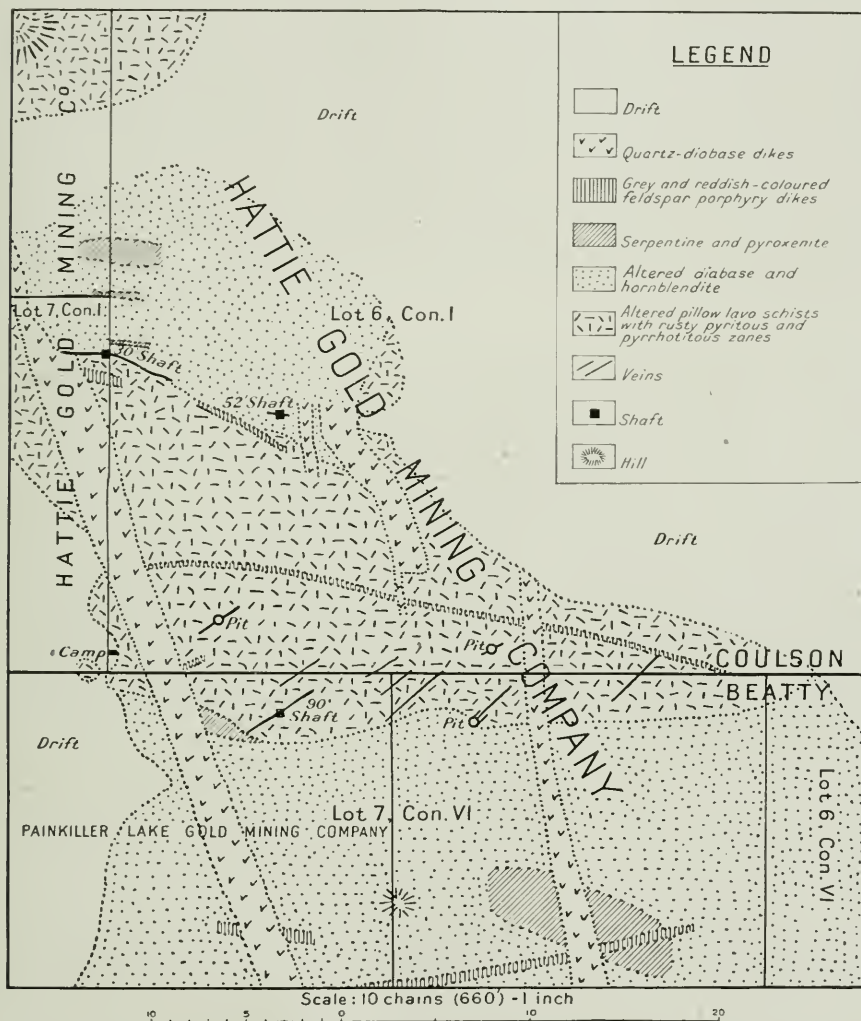 LEGEND
Drift
Quartz-diabase dikes
Grey and reddish-coloured
feldspar porphyry dikes
Serpentine and pyroxenite
Altered diabase and
hornblendite
Altered pillow lava schists
with rusty pyritous and
pyrrhotitous zones
Veins
Shaft
Hill
Drift
HATTIE GOLD MINING Co
HATTIE GOLD MINING COMPANY
Lot 7, Con. I.
Lot 6, Con. I
30' Shaft
52' Shaft
Drift
Pit
Pit
Camp
COULSON
BEATTY
90'
Shaft
Pit
Drift
Lot 7, Con. VI
PAINKILLER LAKE GOLD MINING COMPANY
Lot 6, Con VI
Scale: 10 chains (660') - 1 inch
10 5 0 10 20